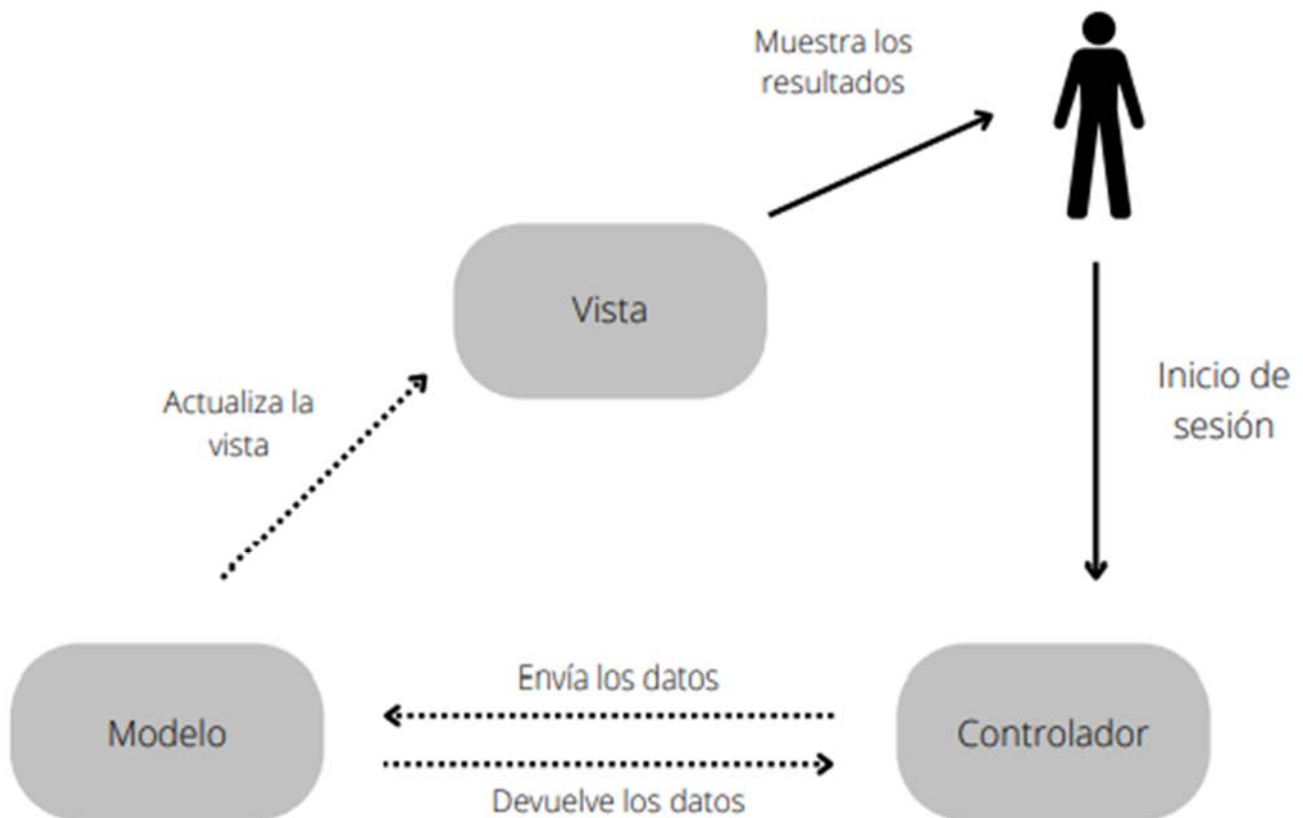 Muestra los
resultados
Vista
Actualiza la
vista
Inicio de
sesión
Envía los datos
Modelo
Controlador
Devuelve los datos